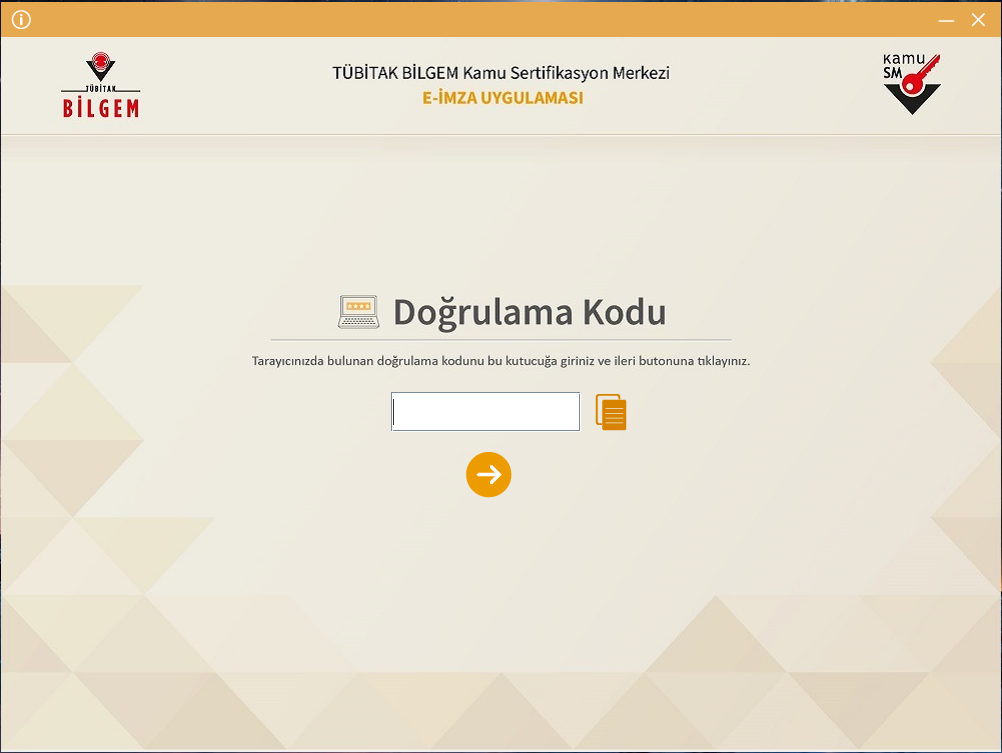 TÜBİTAK
BİLGEM
TÜBİTAK BİLGEM Kamu Sertifikasyon Merkezi
E-İMZA UYGULAMASI
Kamu
SM
Doğrulama Kodu
Tarayıcınızda bulunan doğrulama kodunu bu kutucuğa giriniz ve ileri butonuna tıklayınız.